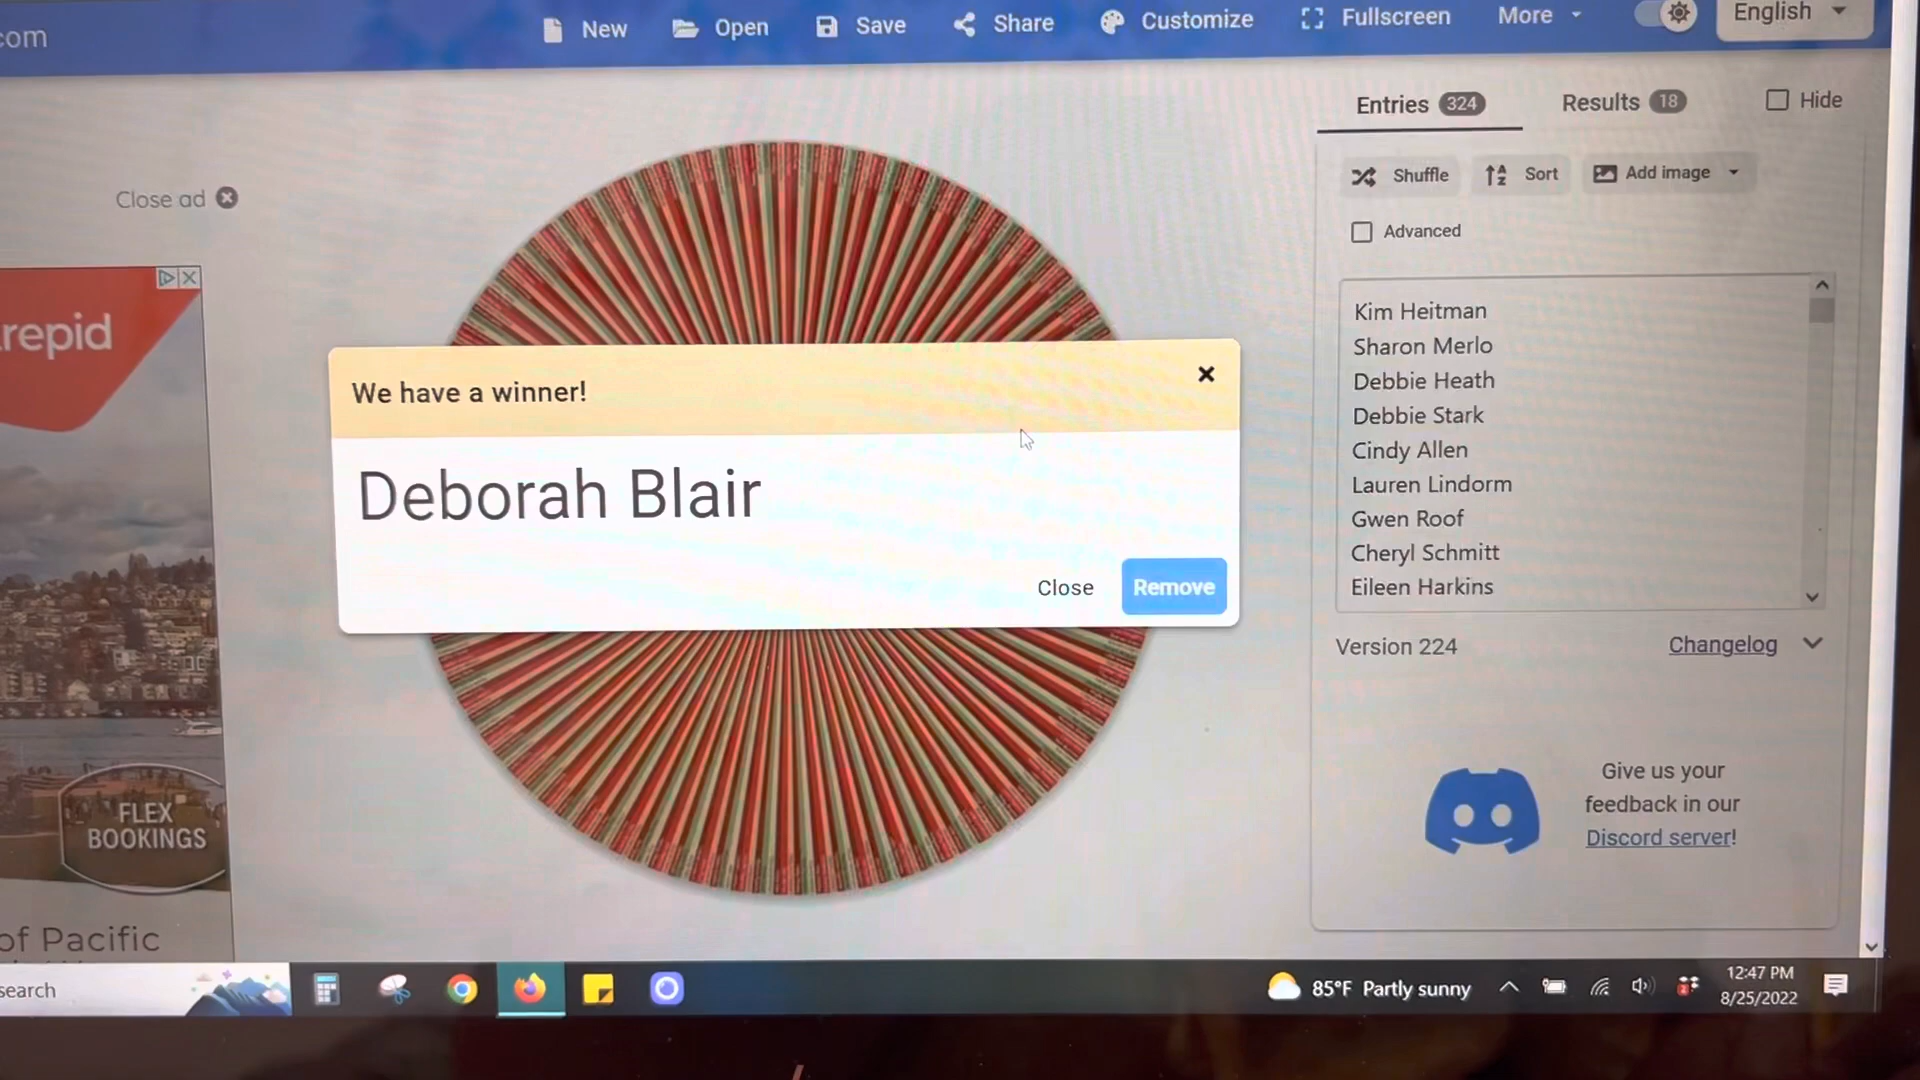 com
New
Open
Save
Share
Customize
Fullscreen
More
English
Entries 324
Results 18
Hide
Close ad
Shuffle
Sort
Add image
Advanced
repid
Kim Heitman
Sharon Merlo
Debbie Heath
Debbie Stark
Cindy Allen
Lauren Lindorm
Gwen Roof
Cheryl Schmitt
Eileen Harkins
We have a winner!
Deborah Blair
Close
Remove
Version 224
Changelog
Give us your
feedback in our
Discord server!
FLEX
BOOKINGS
of Pacific
search
85°F Partly sunny
12:47 PM
8/25/2022